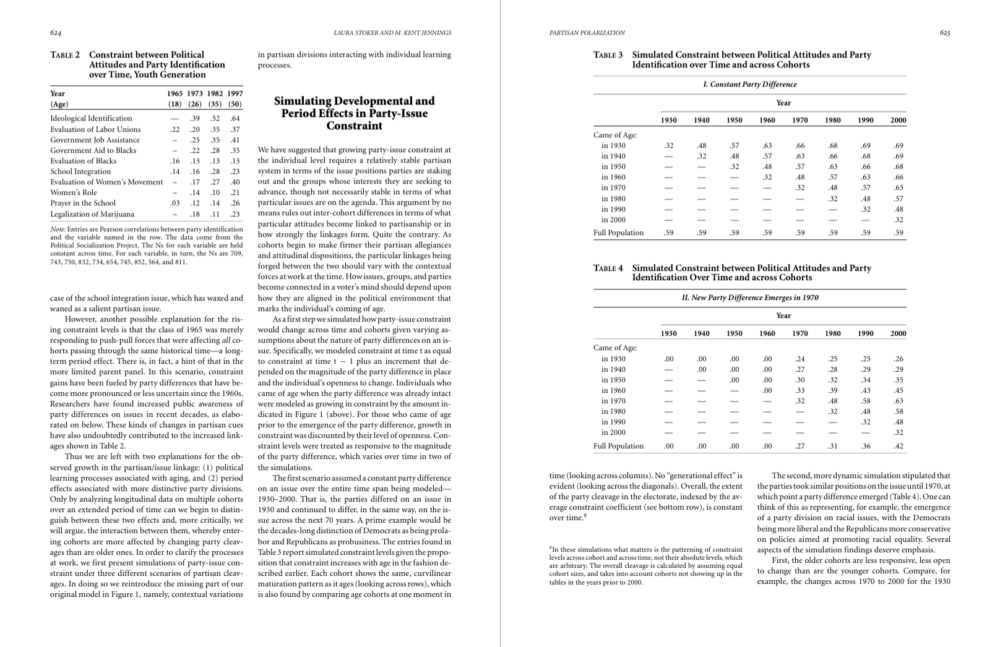 624
LAURA STOKER AND M. KENT JENNINGS
TABLE 2 Constraint between Political
Attitudes and Party Identification
over Time, Youth Generation
Year 1965 1973 1982 1997
(Age) (18) (26) (35) (50)
Ideological Identification — .39 .52 .64
Evaluation of Labor Unions .22 .20 .35 .37
Government Job Assistance – .25 .35 .41
Government Aid to Blacks – .22 .28 .35
Evaluation of Blacks .16 .13 .13 .13
School Integration .14 .16 .28 .23
Evaluation of Women's Movement – .17 .27 .40
Women's Role – .14 .10 .21
Prayer in the School .03 .12 .14 .26
Legalization of Marijuana – .18 .11 .23
Note: Entries are Pearson correlations between party identification
and the variable named in the row. The data come from the
Political Socialization Project. The Ns for each variable are held
constant across time. For each variable, in turn, the Ns are 709,
743, 750, 832, 734, 654, 745, 852, 564, and 811.
case of the school integration issue, which has waxed and
waned as a salient partisan issue.
However, another possible explanation for the ris-
ing constraint levels is that the class of 1965 was merely
responding to push-pull forces that were affecting all co-
horts passing through the same historical time—a long-
term period effect. There is, in fact, a hint of that in the
more limited parent panel. In this scenario, constraint
gains have been fueled by party differences that have be-
come more pronounced or less uncertain since the 1960s.
Researchers have found increased public awareness of
party differences on issues in recent decades, as elabo-
rated on below. These kinds of changes in partisan cues
have also undoubtedly contributed to the increased link-
ages shown in Table 2.
Thus we are left with two explanations for the ob-
served growth in the partisan/issue linkage: (1) political
learning processes associated with aging, and (2) period
effects associated with more distinctive party divisions.
Only by analyzing longitudinal data on multiple cohorts
over an extended period of time can we begin to distin-
guish between these two effects and, more critically, we
will argue, the interaction between them, whereby enter-
ing cohorts are more affected by changing party cleav-
ages than are older ones. In order to clarify the processes
at work, we first present simulations of party-issue con-
straint under three different scenarios of partisan cleav-
ages. In doing so we reintroduce the missing part of our
original model in Figure 1, namely, contextual variations
in partisan divisions interacting with individual learning
processes.
Simulating Developmental and
Period Effects in Party-Issue
Constraint
We have suggested that growing party-issue constraint at
the individual level requires a relatively stable partisan
system in terms of the issue positions parties are staking
out and the groups whose interests they are seeking to
advance, though not necessarily stable in terms of what
particular issues are on the agenda. This argument by no
means rules out inter-cohort differences in terms of what
particular attitudes become linked to partisanship or in
how strongly the linkages form. Quite the contrary. As
cohorts begin to make firmer their partisan allegiances
and attitudinal dispositions, the particular linkages being
forged between the two should vary with the contextual
forces at work at the time. How issues, groups, and parties
become connected in a voter's mind should depend upon
how they are aligned in the political environment that
marks the individual's coming of age.
As a first step we simulated how party-issue constraint
would change across time and cohorts given varying as-
sumptions about the nature of party differences on an is-
sue. Specifically, we modeled constraint at time t as equal
to constraint at time t − 1 plus an increment that de-
pended on the magnitude of the party difference in place
and the individual's openness to change. Individuals who
came of age when the party difference was already intact
were modeled as growing in constraint by the amount in-
dicated in Figure 1 (above). For those who came of age
prior to the emergence of the party difference, growth in
constraint was discounted by their level of openness. Con-
straint levels were treated as responsive to the magnitude
of the party difference, which varies over time in two of
the simulations.
The first scenario assumed a constant party difference
on an issue over the entire time span being modeled—
1930–2000. That is, the parties differed on an issue in
1930 and continued to differ, in the same way, on the is-
sue across the next 70 years. A prime example would be
the decades-long distinction of Democrats as being prola-
bor and Republicans as probusiness. The entries found in
Table 3 report simulated constraint levels given the propo-
sition that constraint increases with age in the fashion de-
scribed earlier. Each cohort shows the same, curvilinear
maturation pattern as it ages (looking across rows), which
is also found by comparing age cohorts at one moment in
PARTISAN POLARIZATION
625
TABLE 3 Simulated Constraint between Political Attitudes and Party
Identification over Time and across Cohorts
I. Constant Party Difference
Year
1930 1940 1950 1960 1970 1980 1990 2000
Came of Age:
in 1930 .32 .48 .57 .63 .66 .68 .69 .69
in 1940 — .32 .48 .57 .63 .66 .68 .69
in 1950 — — .32 .48 .57 .63 .66 .68
in 1960 — — — .32 .48 .57 .63 .66
in 1970 — — — — .32 .48 .57 .63
in 1980 — — — — — .32 .48 .57
in 1990 — — — — — — .32 .48
in 2000 — — — — — — — .32
Full Population .59 .59 .59 .59 .59 .59 .59 .59
TABLE 4 Simulated Constraint between Political Attitudes and Party
Identification Over Time and across Cohorts
II. New Party Difference Emerges in 1970
Year
1930 1940 1950 1960 1970 1980 1990 2000
Came of Age:
in 1930 .00 .00 .00 .00 .24 .25 .25 .26
in 1940 — .00 .00 .00 .27 .28 .29 .29
in 1950 — — .00 .00 .30 .32 .34 .35
in 1960 — — — .00 .33 .39 .43 .45
in 1970 — — — — .32 .48 .58 .63
in 1980 — — — — — .32 .48 .58
in 1990 — — — — — — .32 .48
in 2000 — — — — — — — .32
Full Population .00 .00 .00 .00 .27 .31 .36 .42
time (looking across columns). No "generational effect" is
evident (looking across the diagonals). Overall, the extent
of the party cleavage in the electorate, indexed by the av-
erage constraint coefficient (see bottom row), is constant
over time.8
8In these simulations what matters is the patterning of constraint
levels across cohort and across time, not their absolute levels, which
are arbitrary. The overall cleavage is calculated by assuming equal
cohort sizes, and takes into account cohorts not showing up in the
tables in the years prior to 2000.
The second, more dynamic simulation stipulated that
the parties took similar positions on the issue until 1970, at
which point a party difference emerged (Table 4). One can
think of this as representing, for example, the emergence
of a party division on racial issues, with the Democrats
being more liberal and the Republicans more conservative
on policies aimed at promoting racial equality. Several
aspects of the simulation findings deserve emphasis.
First, the older cohorts are less responsive, less open
to change than are the younger cohorts. Compare, for
example, the changes across 1970 to 2000 for the 1930